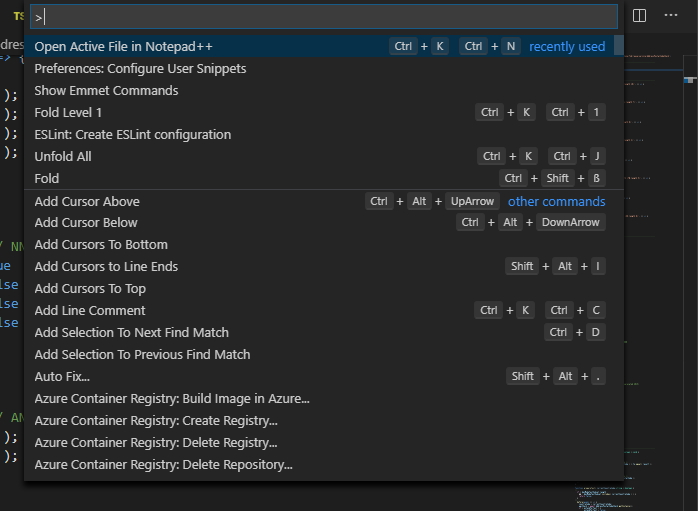 TS
>
dres
=> {
Open Active File in Notepad++ Ctrl + K Ctrl + N recently used
Preferences: Configure User Snippets
Show Emmet Commands
); Fold Level 1 Ctrl + K Ctrl + 1
); ESLint: Create ESLint configuration
); Unfold All Ctrl + K Ctrl + J
); Fold Ctrl + Shift + ß
Add Cursor Above Ctrl + Alt + UpArrow other commands
Add Cursor Below Ctrl + Alt + DownArrow
/ NN Add Cursors To Bottom
ue Add Cursors to Line Ends Shift + Alt + I
lse Add Cursors To Top
lse Add Line Comment Ctrl + K Ctrl + C
lse Add Selection To Next Find Match Ctrl + D
Add Selection To Previous Find Match
Auto Fix... Shift + Alt + .
Azure Container Registry: Build Image in Azure...
/ AN Azure Container Registry: Create Registry...
); Azure Container Registry: Delete Registry...
); Azure Container Registry: Delete Repository...